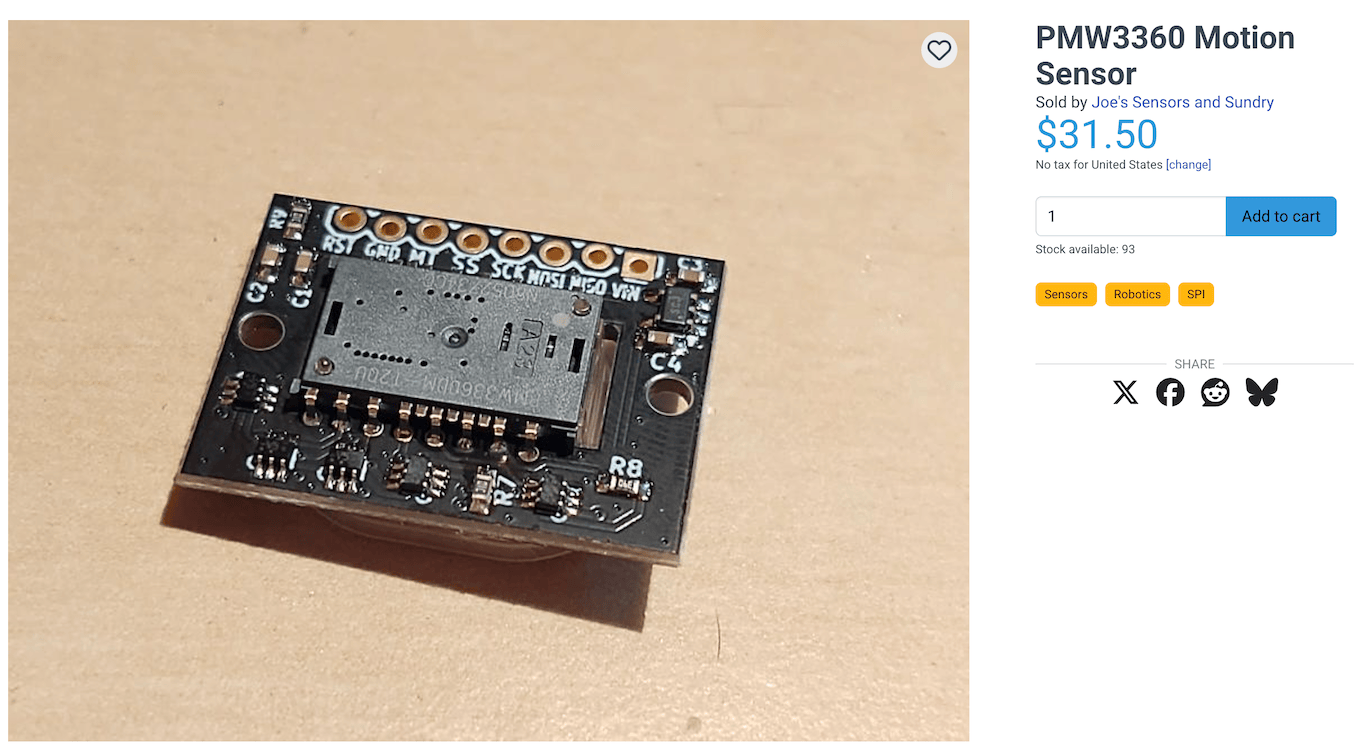 PMW3360 Motion
Sensor
Sold by Joe's Sensors and Sundry
$31.50
No tax for United States [change]
1
Add to cart
Stock available: 93
Sensors Robotics SPI
SHARE
R9
RST GND MT SS SCK MOSI MISO VIN
C3
C2 C1
A21
C4
MW3360DM-T2QU
R8
R7